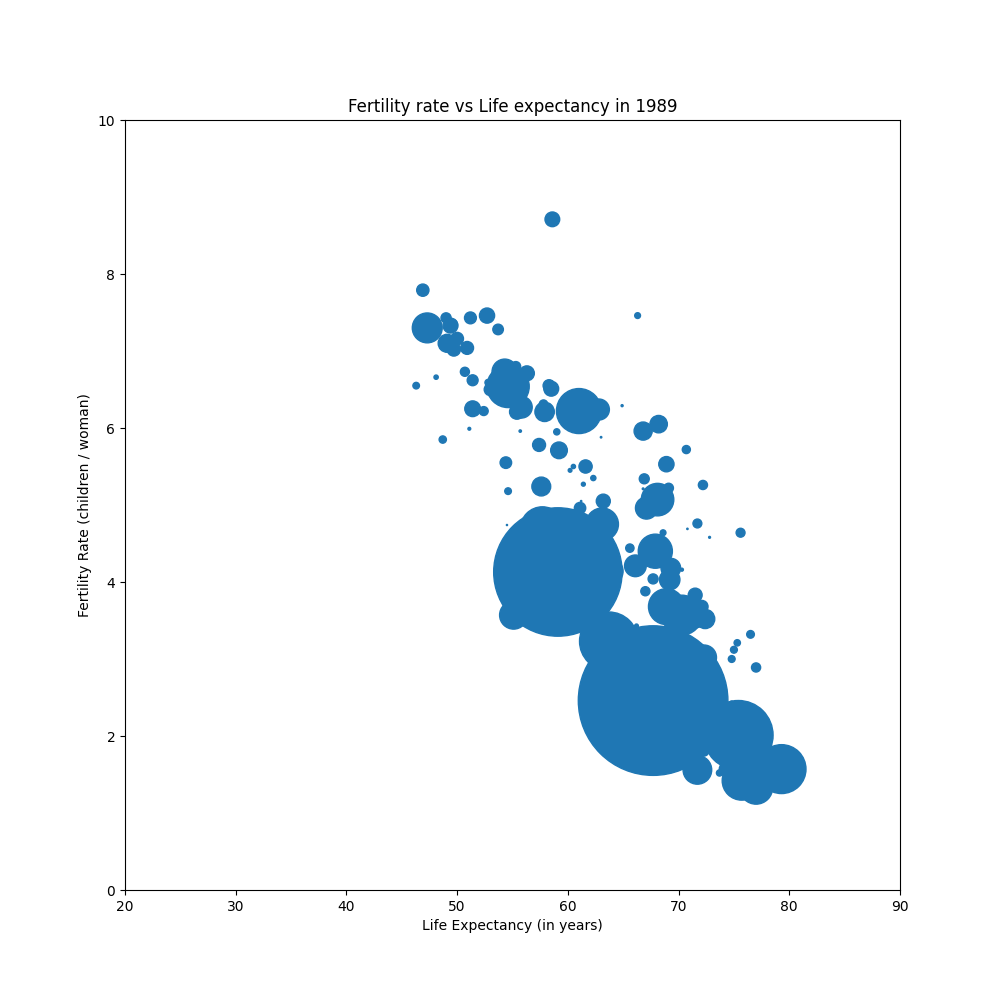 Fertility rate vs Life expectancy in 1989
10
8
6
4
2
0
Fertility Rate (children / woman)
20 30 40 50 60 70 80 90
Life Expectancy (in years)